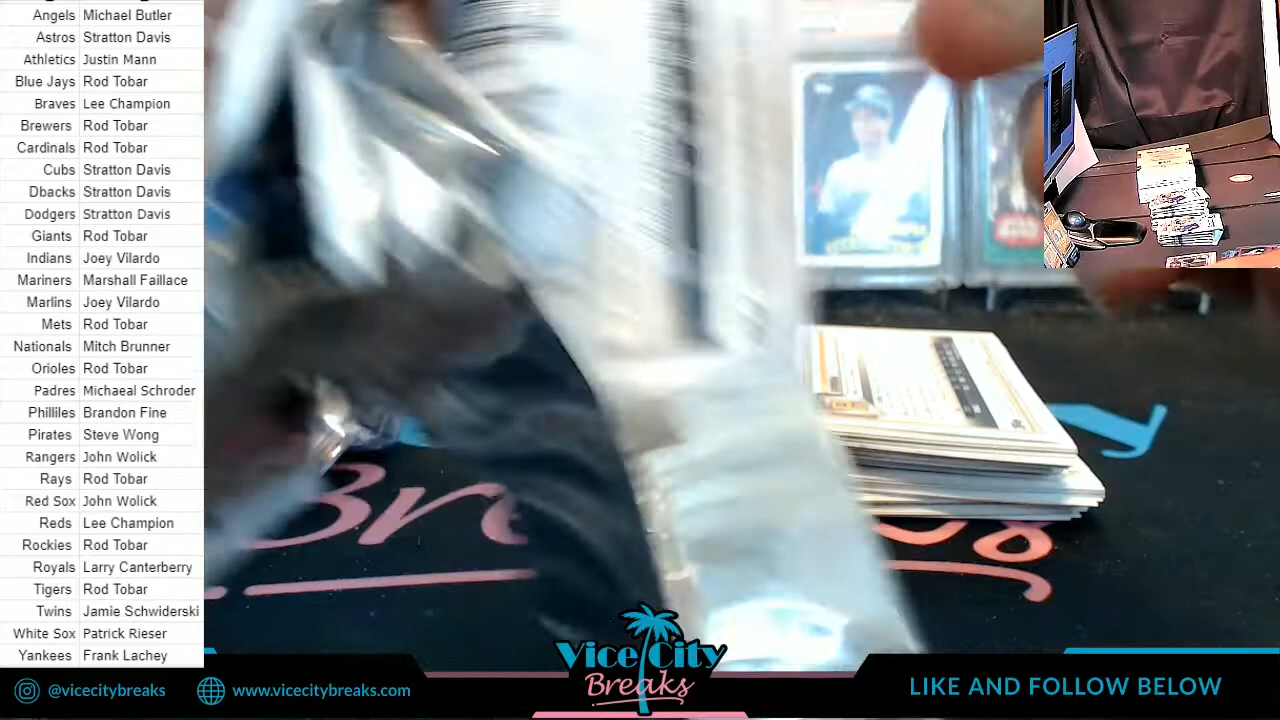 Angels Michael Butler
Astros Stratton Davis
Athletics Justin Mann
Blue Jays Rod Tobar
Braves Lee Champion
Brewers Rod Tobar
Cardinals Rod Tobar
Cubs Stratton Davis
Dbacks Stratton Davis
Dodgers Stratton Davis
Giants Rod Tobar
Indians Joey Vilardo
Mariners Marshall Faillace
Marlins Joey Vilardo
Mets Rod Tobar
Nationals Mitch Brunner
Orioles Rod Tobar
Padres Michaeal Schroder
Philliles Brandon Fine
Pirates Steve Wong
Rangers John Wolick
Rays Rod Tobar
Red Sox John Wolick
Reds Lee Champion
Rockies Rod Tobar
Royals Larry Canterberry
Tigers Rod Tobar
Twins Jamie Schwiderski
White Sox Patrick Rieser
Yankees Frank Lachey
Bre
y
Vice City
Breaks
@vicecitybreaks
www.vicecitybreaks.com
LIKE AND FOLLOW BELOW